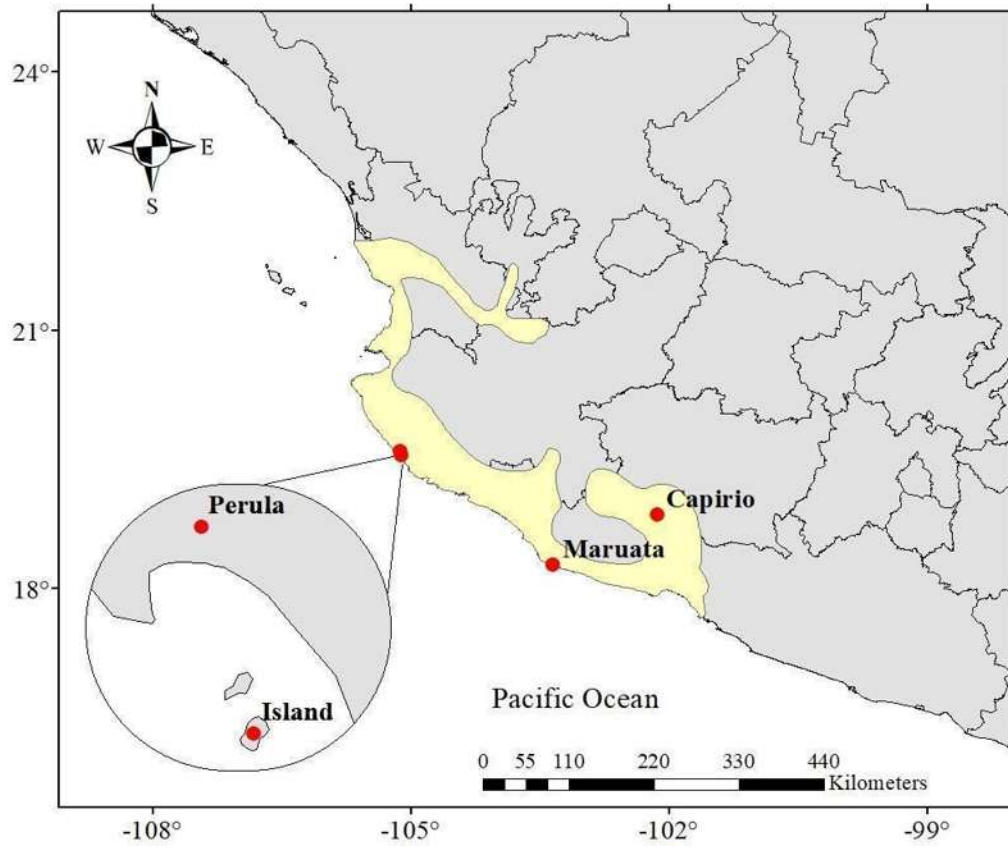 24°
N
W E
S
21°
Perula
Capirio
Maruata
18°
Island
Pacific Ocean
0 55 110 220 330 440
Kilometers
-108° -105° -102° -99°